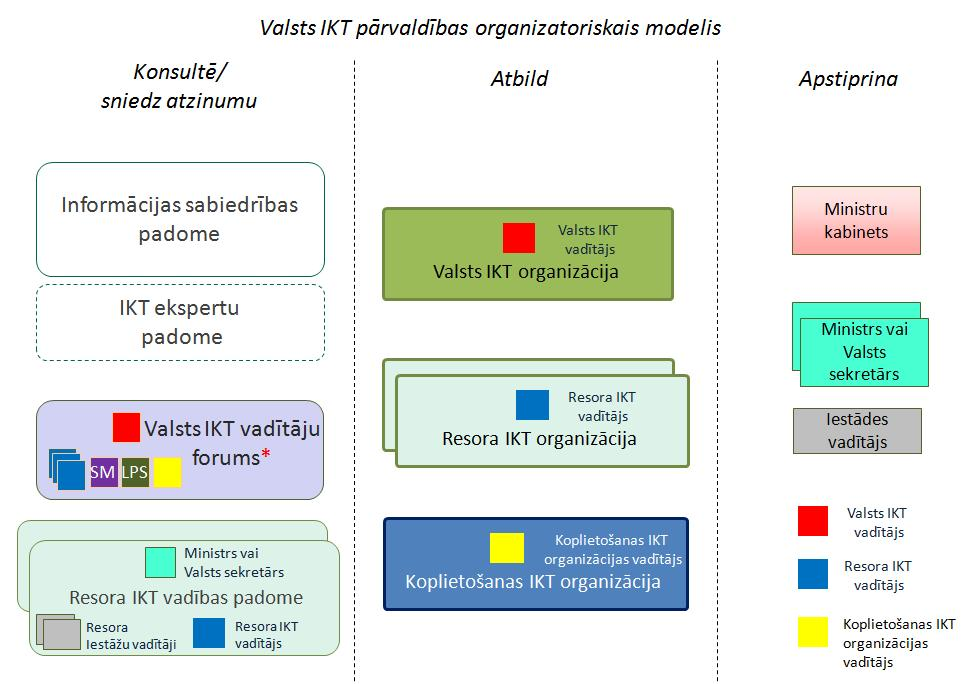 Valsts IKT pārvaldības organizatoriskais modelis
Konsultē/
sniedz atzinumu
Informācijas sabiedrības
padome
IKT ekspertu
padome
Valsts IKT vadītāju
forums*
SM
LPS
Ministrs vai
Valsts sekretārs
Resora IKT vadības padome
Resora
Iestāžu vadītāji
Resora IKT
vadītājs
Atbild
Valsts IKT
vadītājs
Valsts IKT organizācija
Resora IKT
vadītājs
Resora IKT organizācija
Koplietošanas IKT
organizācijas vadītājs
Koplietošanas IKT organizācija
Apstiprina
Ministru
kabinets
Ministrs vai
Valsts
sekretārs
Iestādes
vadītājs
Valsts IKT
vadītājs
Resora IKT
vadītājs
Koplietošanas IKT
organizācijas
vadītājs